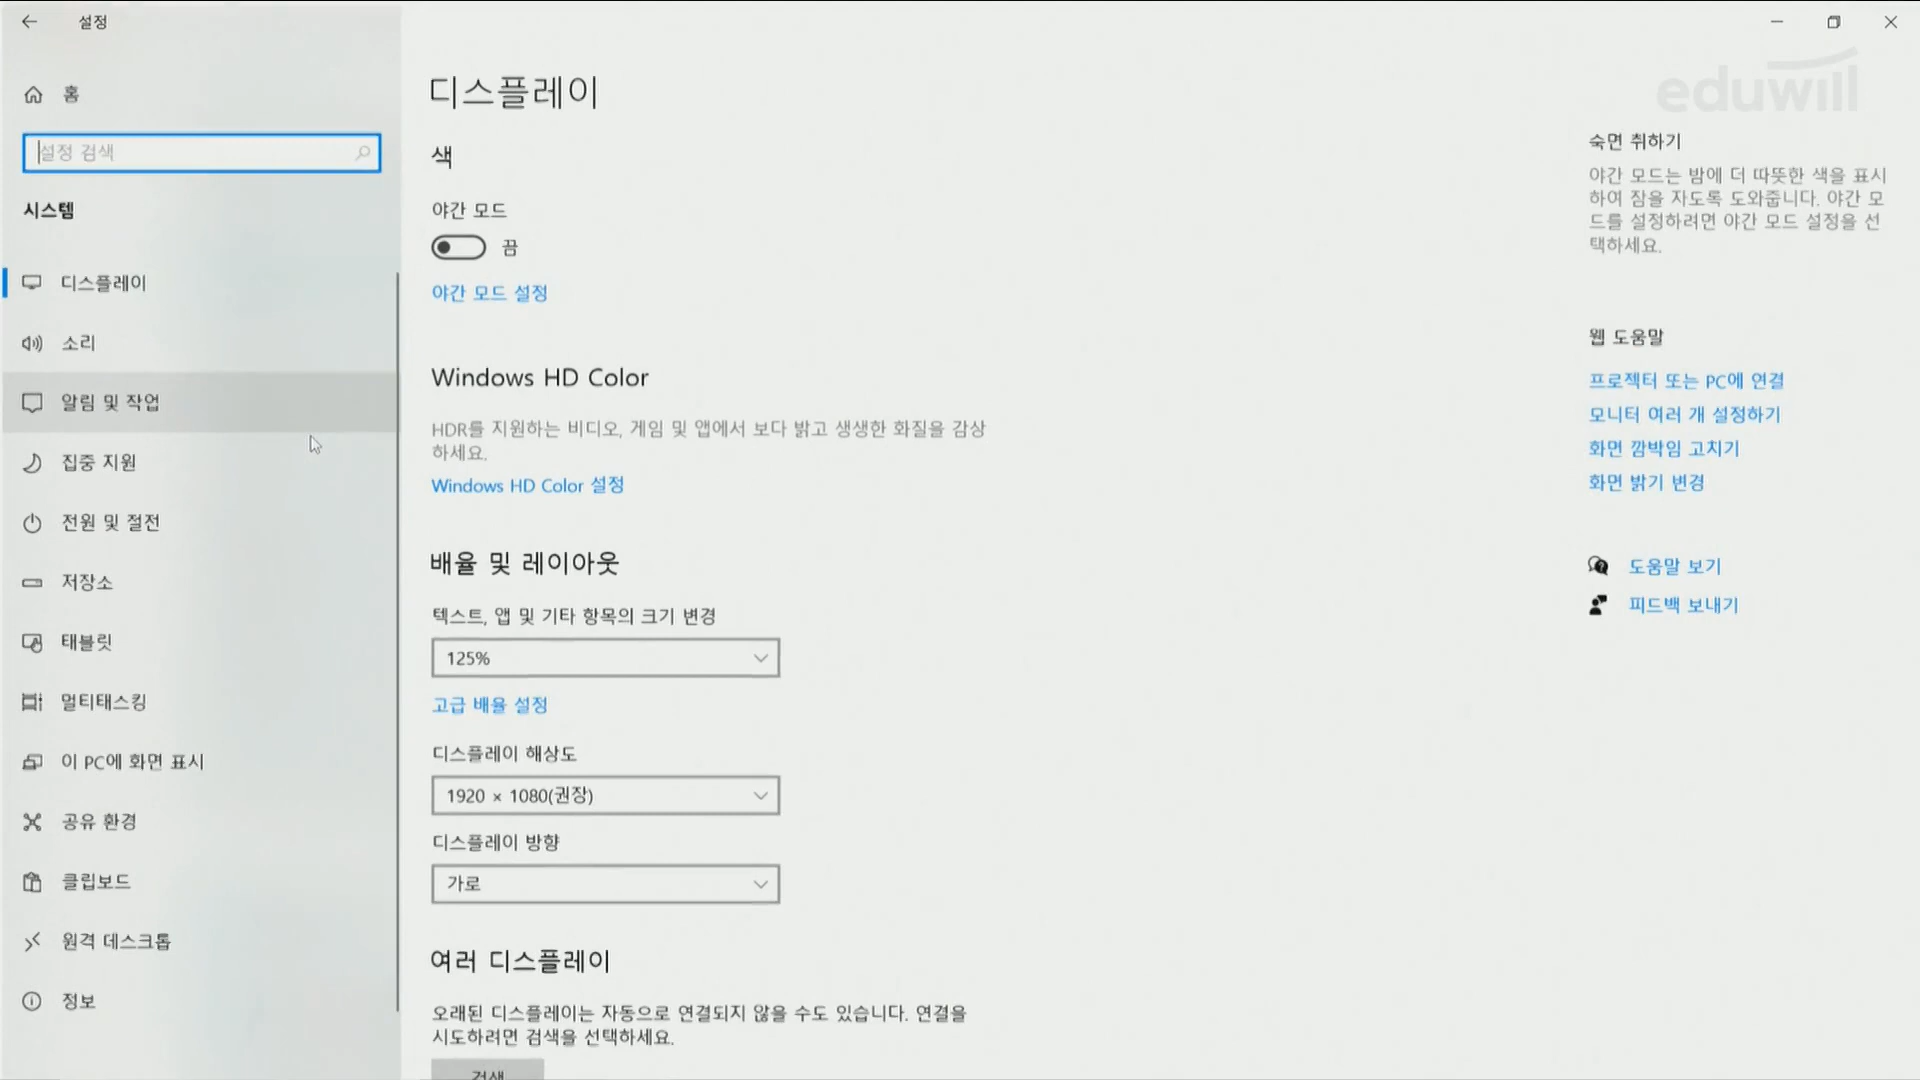 설정
홈
설정 검색
시스템
디스플레이
소리
알림 및 작업
집중 지원
전원 및 절전
저장소
태블릿
멀티태스킹
이 PC에 화면 표시
공유 환경
클립보드
원격 데스크톱
정보
디스플레이
색
야간 모드
끔
야간 모드 설정
Windows HD Color
HDR를 지원하는 비디오, 게임 및 앱에서 보다 밝고 생생한 화질을 감상
하세요.
Windows HD Color 설정
배율 및 레이아웃
텍스트, 앱 및 기타 항목의 크기 변경
125%
고급 배율 설정
디스플레이 해상도
1920 × 1080(권장)
디스플레이 방향
가로
여러 디스플레이
오래된 디스플레이는 자동으로 연결되지 않을 수도 있습니다. 연결을
시도하려면 검색을 선택하세요.
검색
eduwill
숙면 취하기
야간 모드는 밤에 더 따뜻한 색을 표시
하여 잠을 자도록 도와줍니다. 야간 모
드를 설정하려면 야간 모드 설정을 선
택하세요.
웹 도움말
프로젝터 또는 PC에 연결
모니터 여러 개 설정하기
화면 깜박임 고치기
화면 밝기 변경
도움말 보기
피드백 보내기